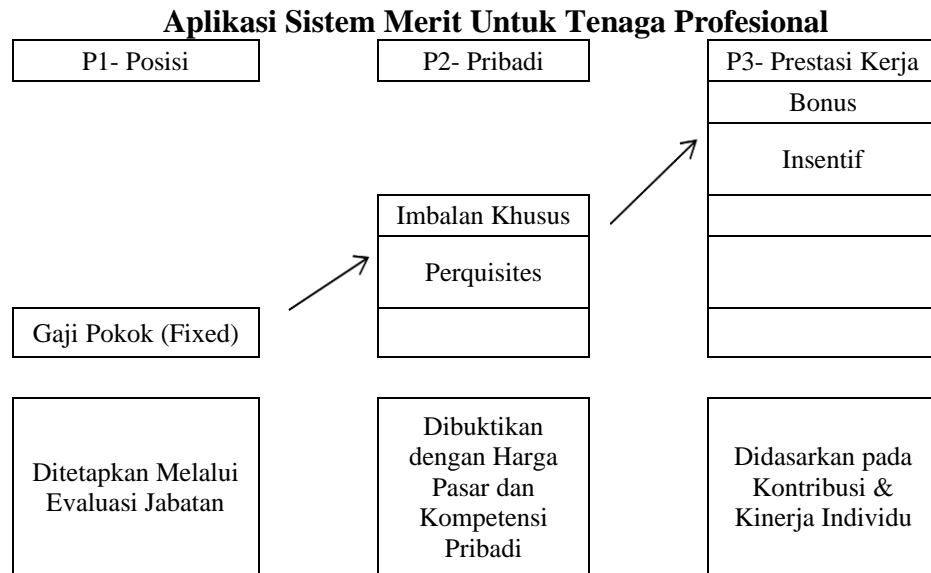 Aplikasi Sistem Merit Untuk Tenaga Profesional
P1- Posisi
P2- Pribadi
P3- Prestasi Kerja
Bonus
Insentif
Imbalan Khusus
Perquisites
Gaji Pokok (Fixed)
Ditetapkan Melalui
Evaluasi Jabatan
Dibuktikan
dengan Harga
Pasar dan
Kompetensi
Pribadi
Didasarkan pada
Kontribusi &
Kinerja Individu